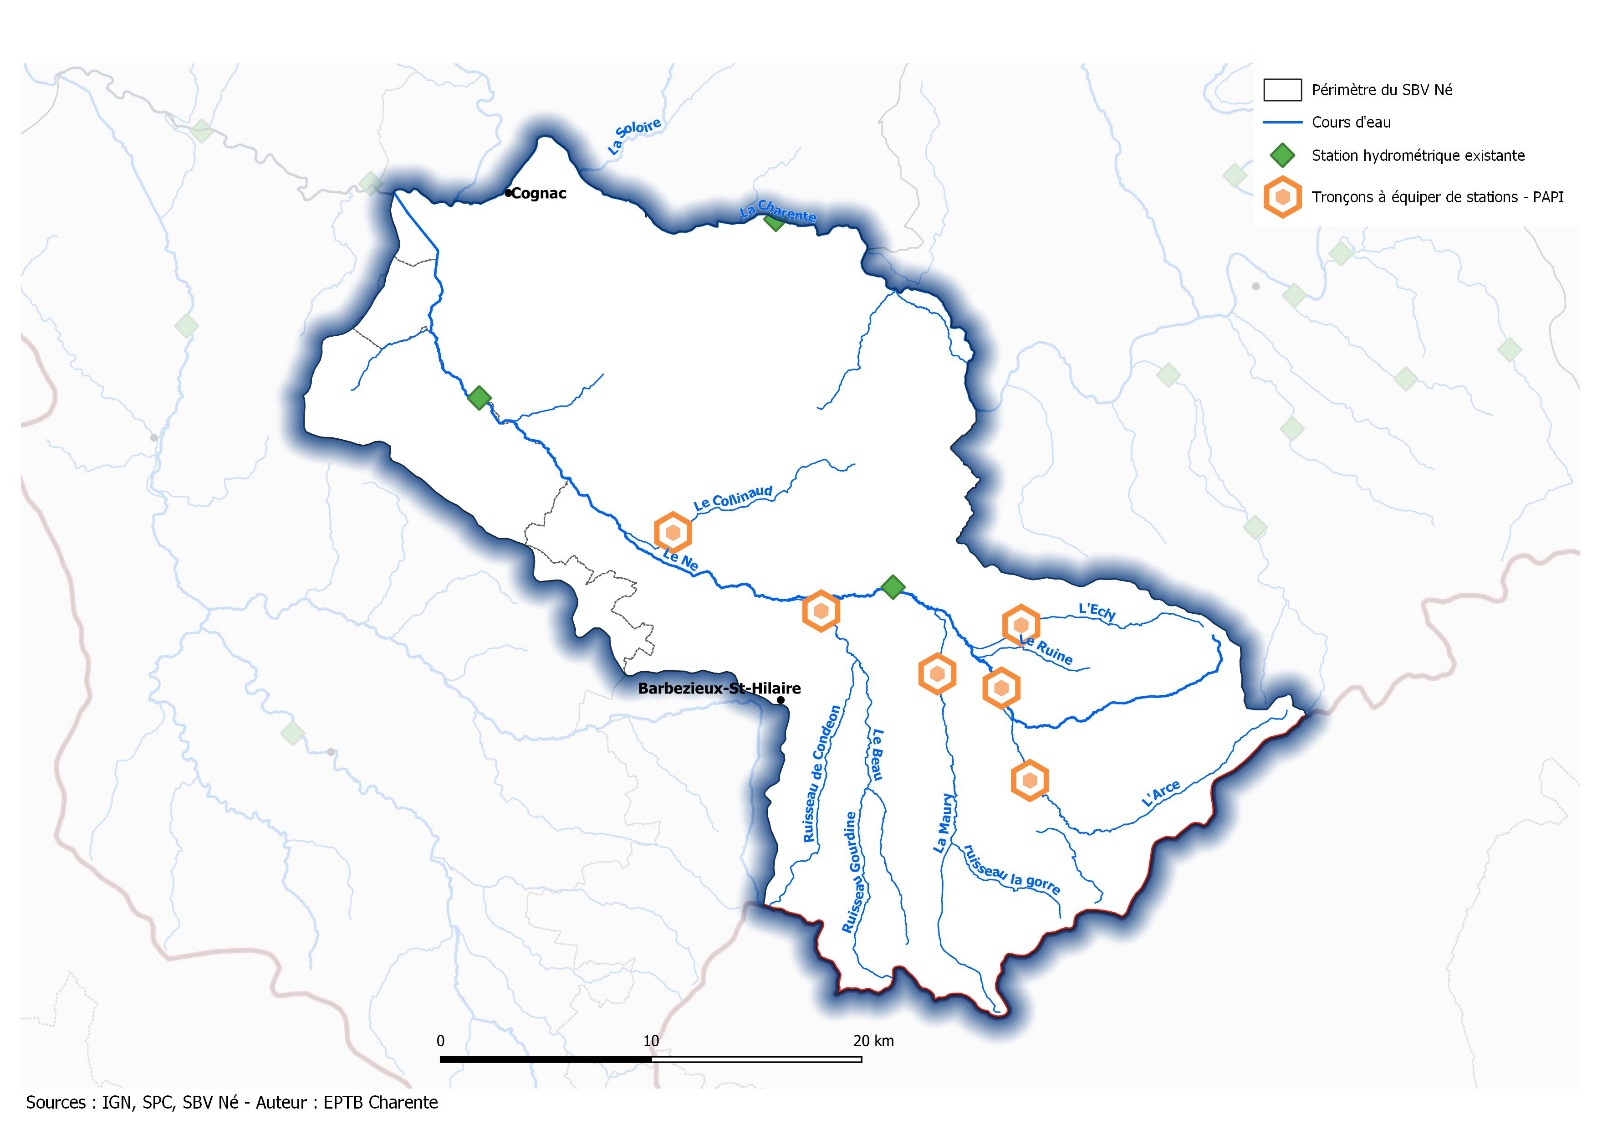 Périmètre du SBV Né
Cours d'eau
Station hydrométrique existante
Tronçons à équiper de stations - PAPI
La Soloire
Cognac
La Charente
Le Collinaud
Le Ne
L'Ecly
Le Ruine
Barbezieux-St-Hilaire
Ruisseau de Condeon
Le Beau
L'Arce
La Maury
Ruisseau Gourdine
ruisseau la gorre
0 10 20 km
Sources : IGN, SPC, SBV Né - Auteur : EPTB Charente